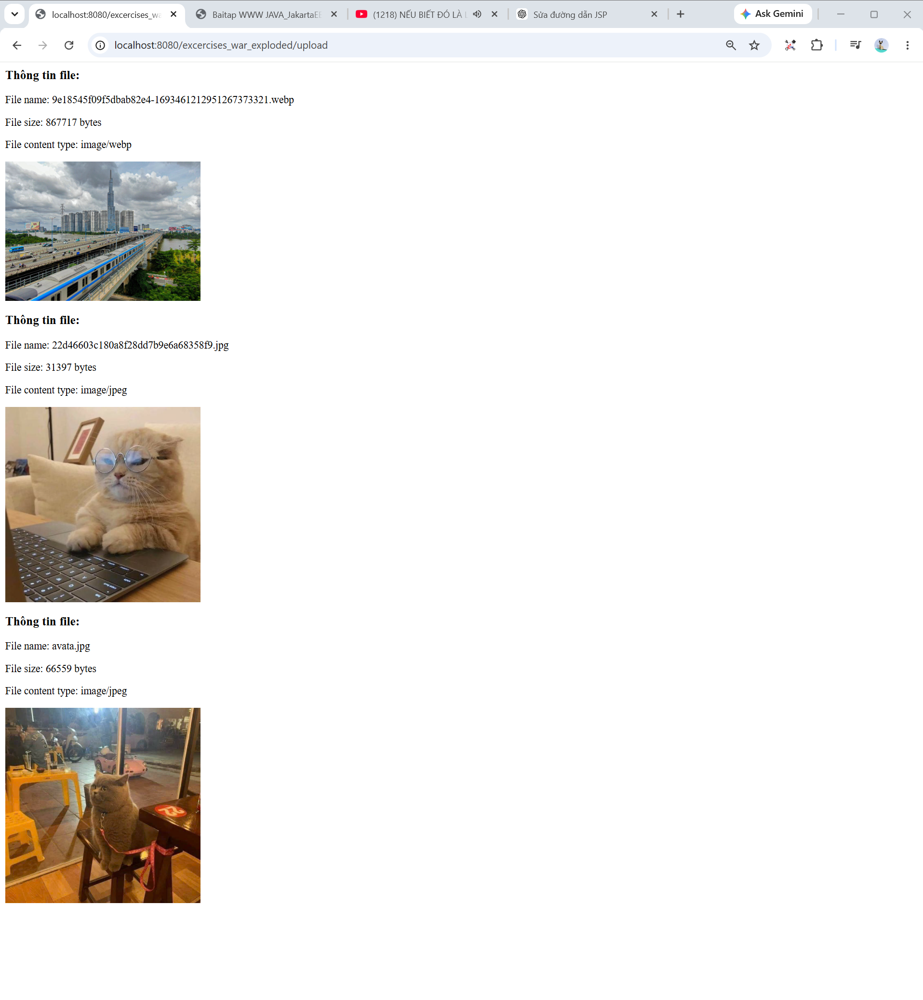 localhost:8080/excercises_wa
Baitap WWW JAVA_JakartaEE
(1218) NẾU BIẾT ĐÓ LÀ L
Sửa đường dẫn JSP
Ask Gemini
localhost:8080/excercises_war_exploded/upload
Thông tin file:
File name: 9e18545f09f5dbab82e4-1693461212951267373321.webp
File size: 867717 bytes
File content type: image/webp
Thông tin file:
File name: 22d46603c180a8f28dd7b9e6a68358f9.jpg
File size: 31397 bytes
File content type: image/jpeg
Thông tin file:
File name: avata.jpg
File size: 66559 bytes
File content type: image/jpeg